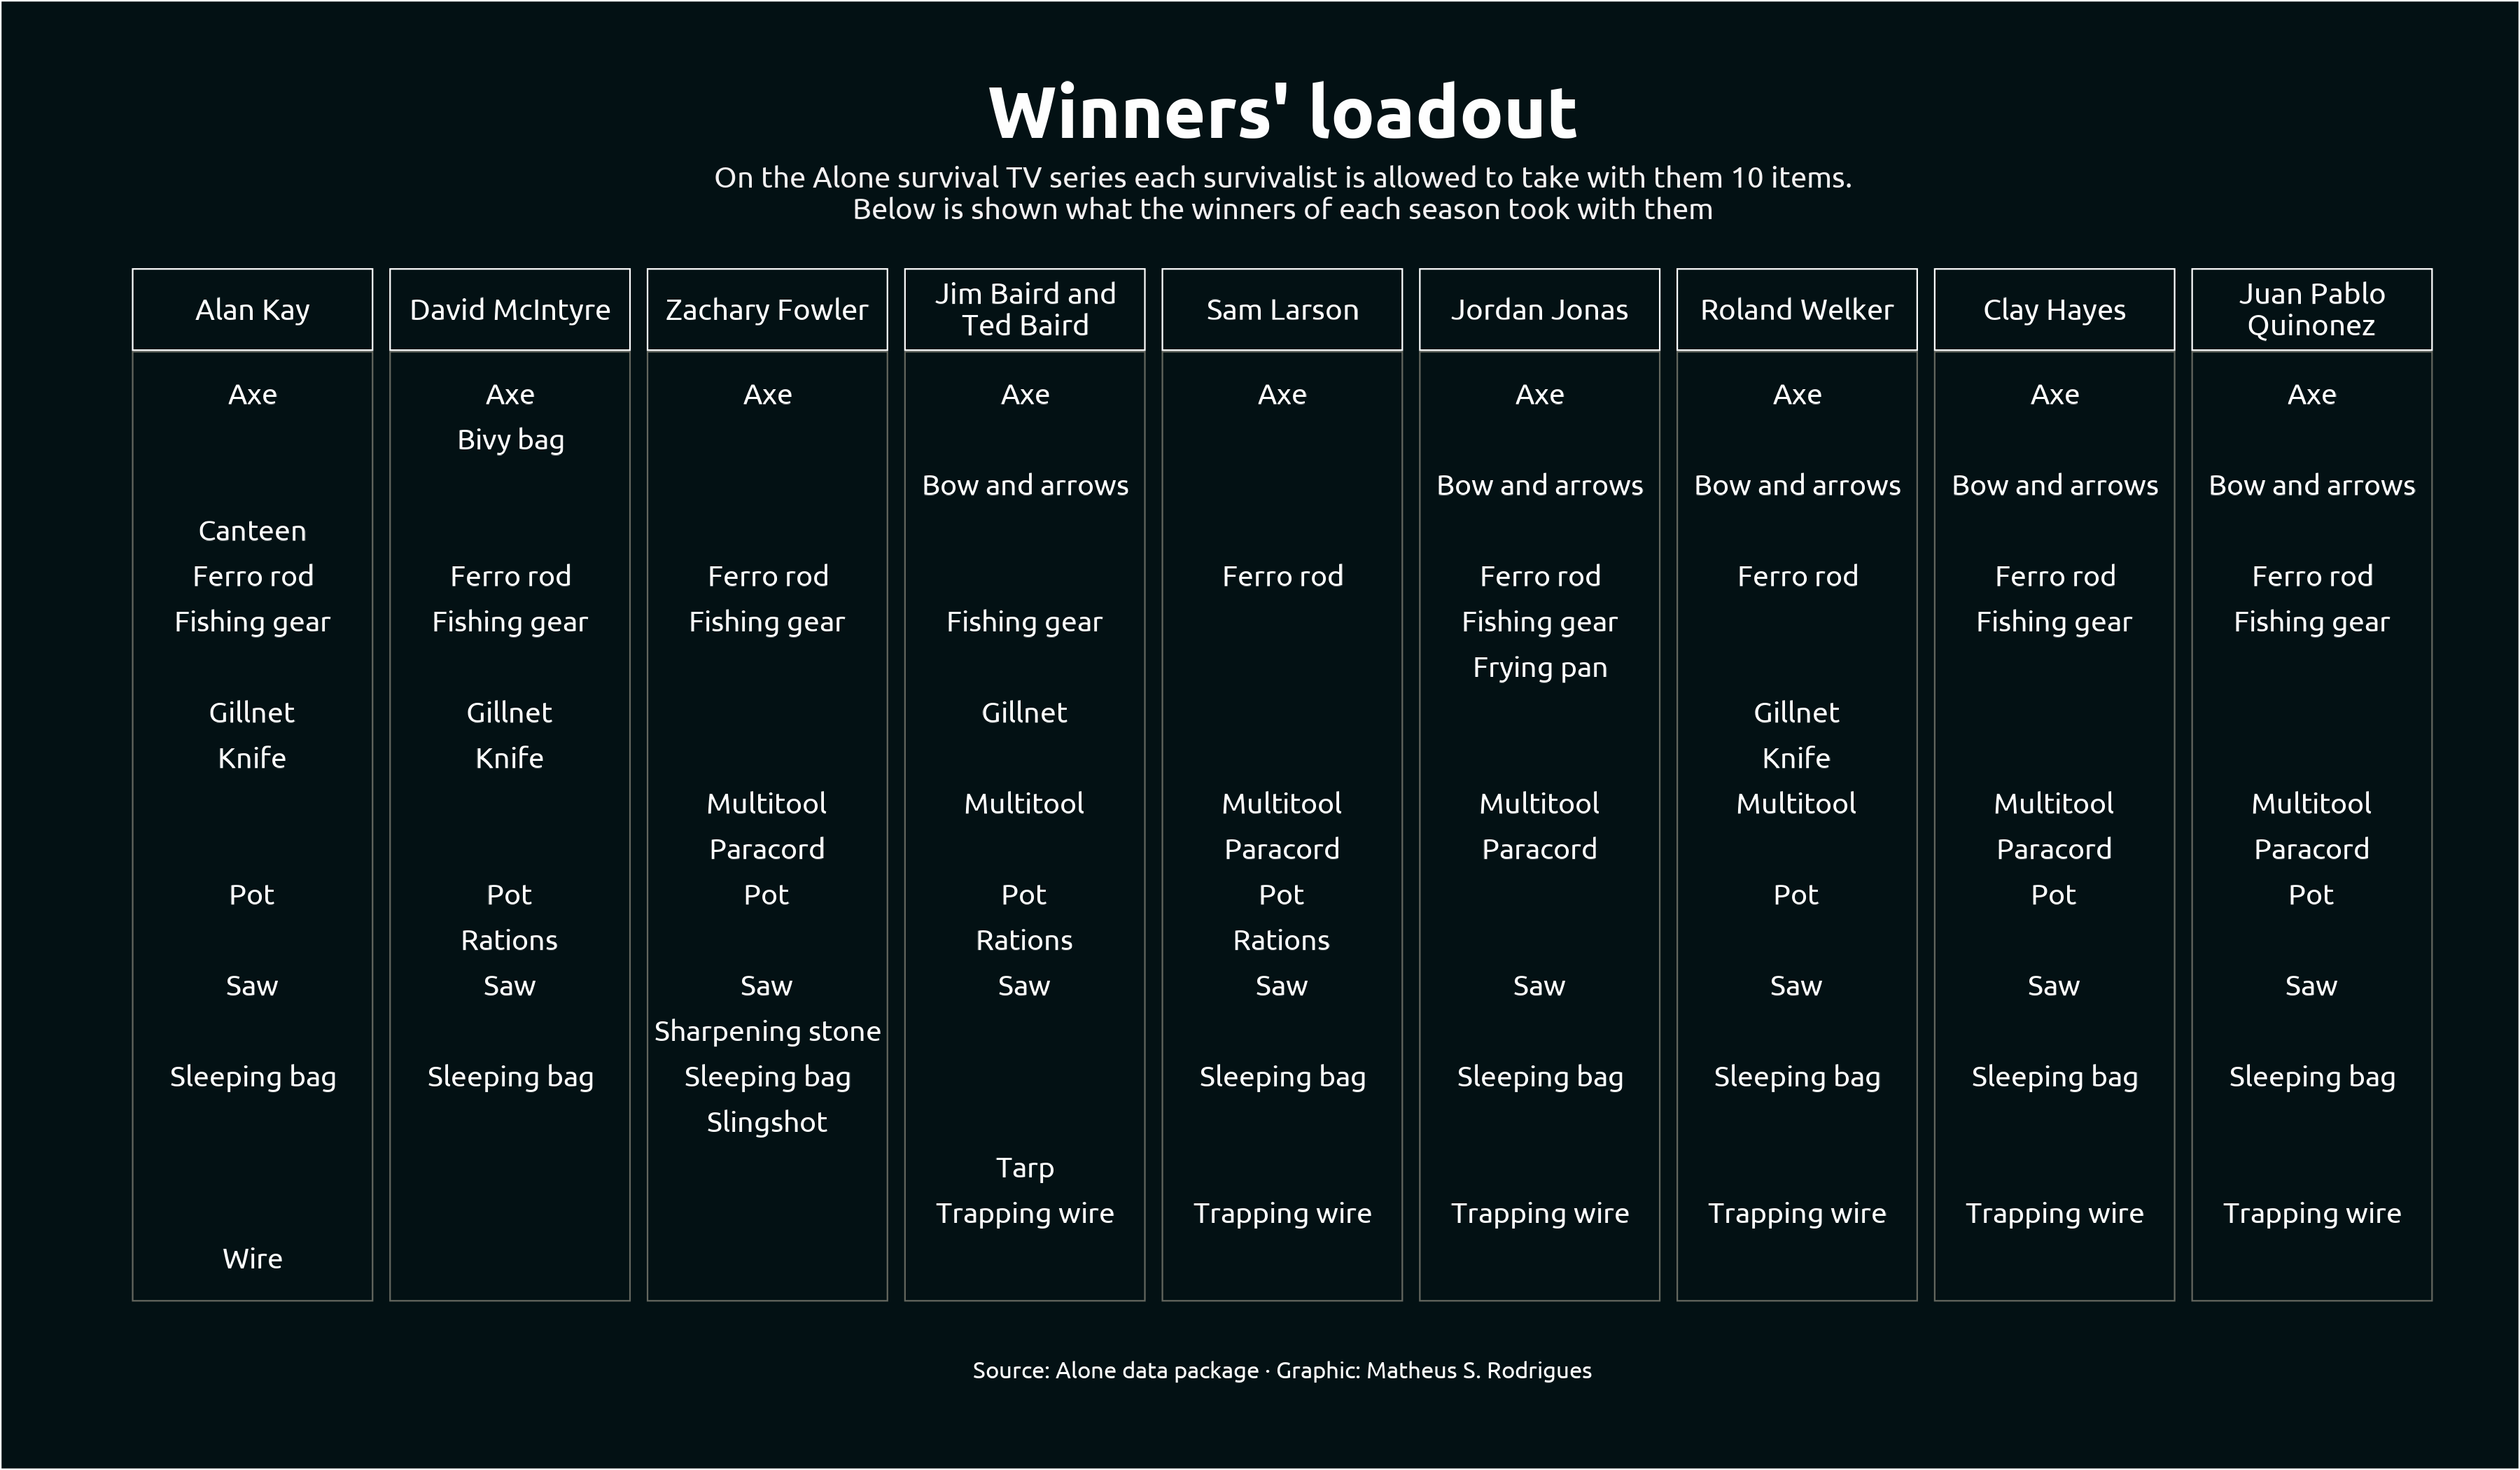 Winners' loadout
On the Alone survival TV series each survivalist is allowed to take with them 10 items.
Below is shown what the winners of each season took with them
Alan Kay
Axe
Canteen
Ferro rod
Fishing gear
Gillnet
Knife
Pot
Saw
Sleeping bag
Wire
David McIntyre
Axe
Bivy bag
Ferro rod
Fishing gear
Gillnet
Knife
Pot
Rations
Saw
Sleeping bag
Zachary Fowler
Axe
Ferro rod
Fishing gear
Multitool
Paracord
Pot
Saw
Sharpening stone
Sleeping bag
Slingshot
Jim Baird and
Ted Baird
Axe
Bow and arrows
Fishing gear
Gillnet
Multitool
Pot
Rations
Saw
Tarp
Trapping wire
Sam Larson
Axe
Ferro rod
Multitool
Paracord
Pot
Rations
Saw
Sleeping bag
Trapping wire
Jordan Jonas
Axe
Bow and arrows
Ferro rod
Fishing gear
Frying pan
Multitool
Paracord
Saw
Sleeping bag
Trapping wire
Roland Welker
Axe
Bow and arrows
Ferro rod
Gillnet
Knife
Multitool
Pot
Saw
Sleeping bag
Trapping wire
Clay Hayes
Axe
Bow and arrows
Ferro rod
Fishing gear
Multitool
Paracord
Pot
Saw
Sleeping bag
Trapping wire
Juan Pablo
Quinonez
Axe
Bow and arrows
Ferro rod
Fishing gear
Multitool
Paracord
Pot
Saw
Sleeping bag
Trapping wire
Source: Alone data package · Graphic: Matheus S. Rodrigues